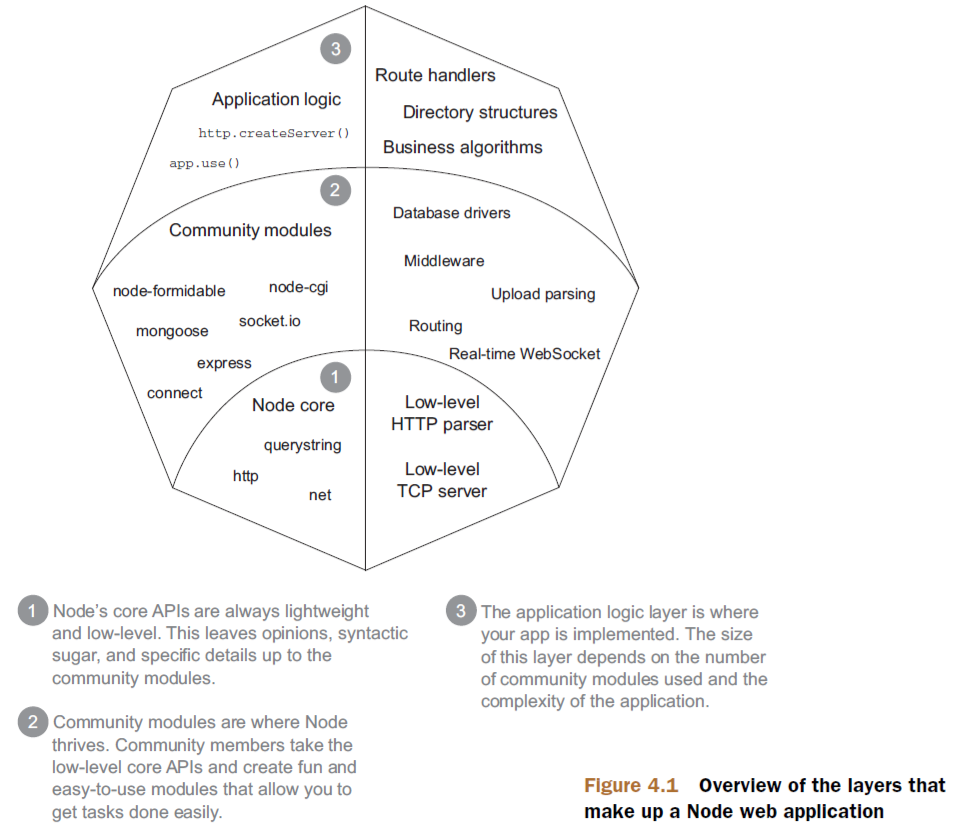 3
Application logic
http.createServer()
app.use()
Route handlers
Directory structures
Business algorithms
2
Community modules
node-formidable
node-cgi
mongoose
socket.io
express
connect
Database drivers
Middleware
Upload parsing
Routing
Real-time WebSocket
1
Node core
querystring
http
net
Low-level
HTTP parser
Low-level
TCP server
1 Node's core APIs are always lightweight
and low-level. This leaves opinions, syntactic
sugar, and specific details up to the
community modules.
2 Community modules are where Node
thrives. Community members take the
low-level core APIs and create fun and
easy-to-use modules that allow you to
get tasks done easily.
3 The application logic layer is where
your app is implemented. The size
of this layer depends on the number
of community modules used and the
complexity of the application.
Figure 4.1 Overview of the layers that
make up a Node web application